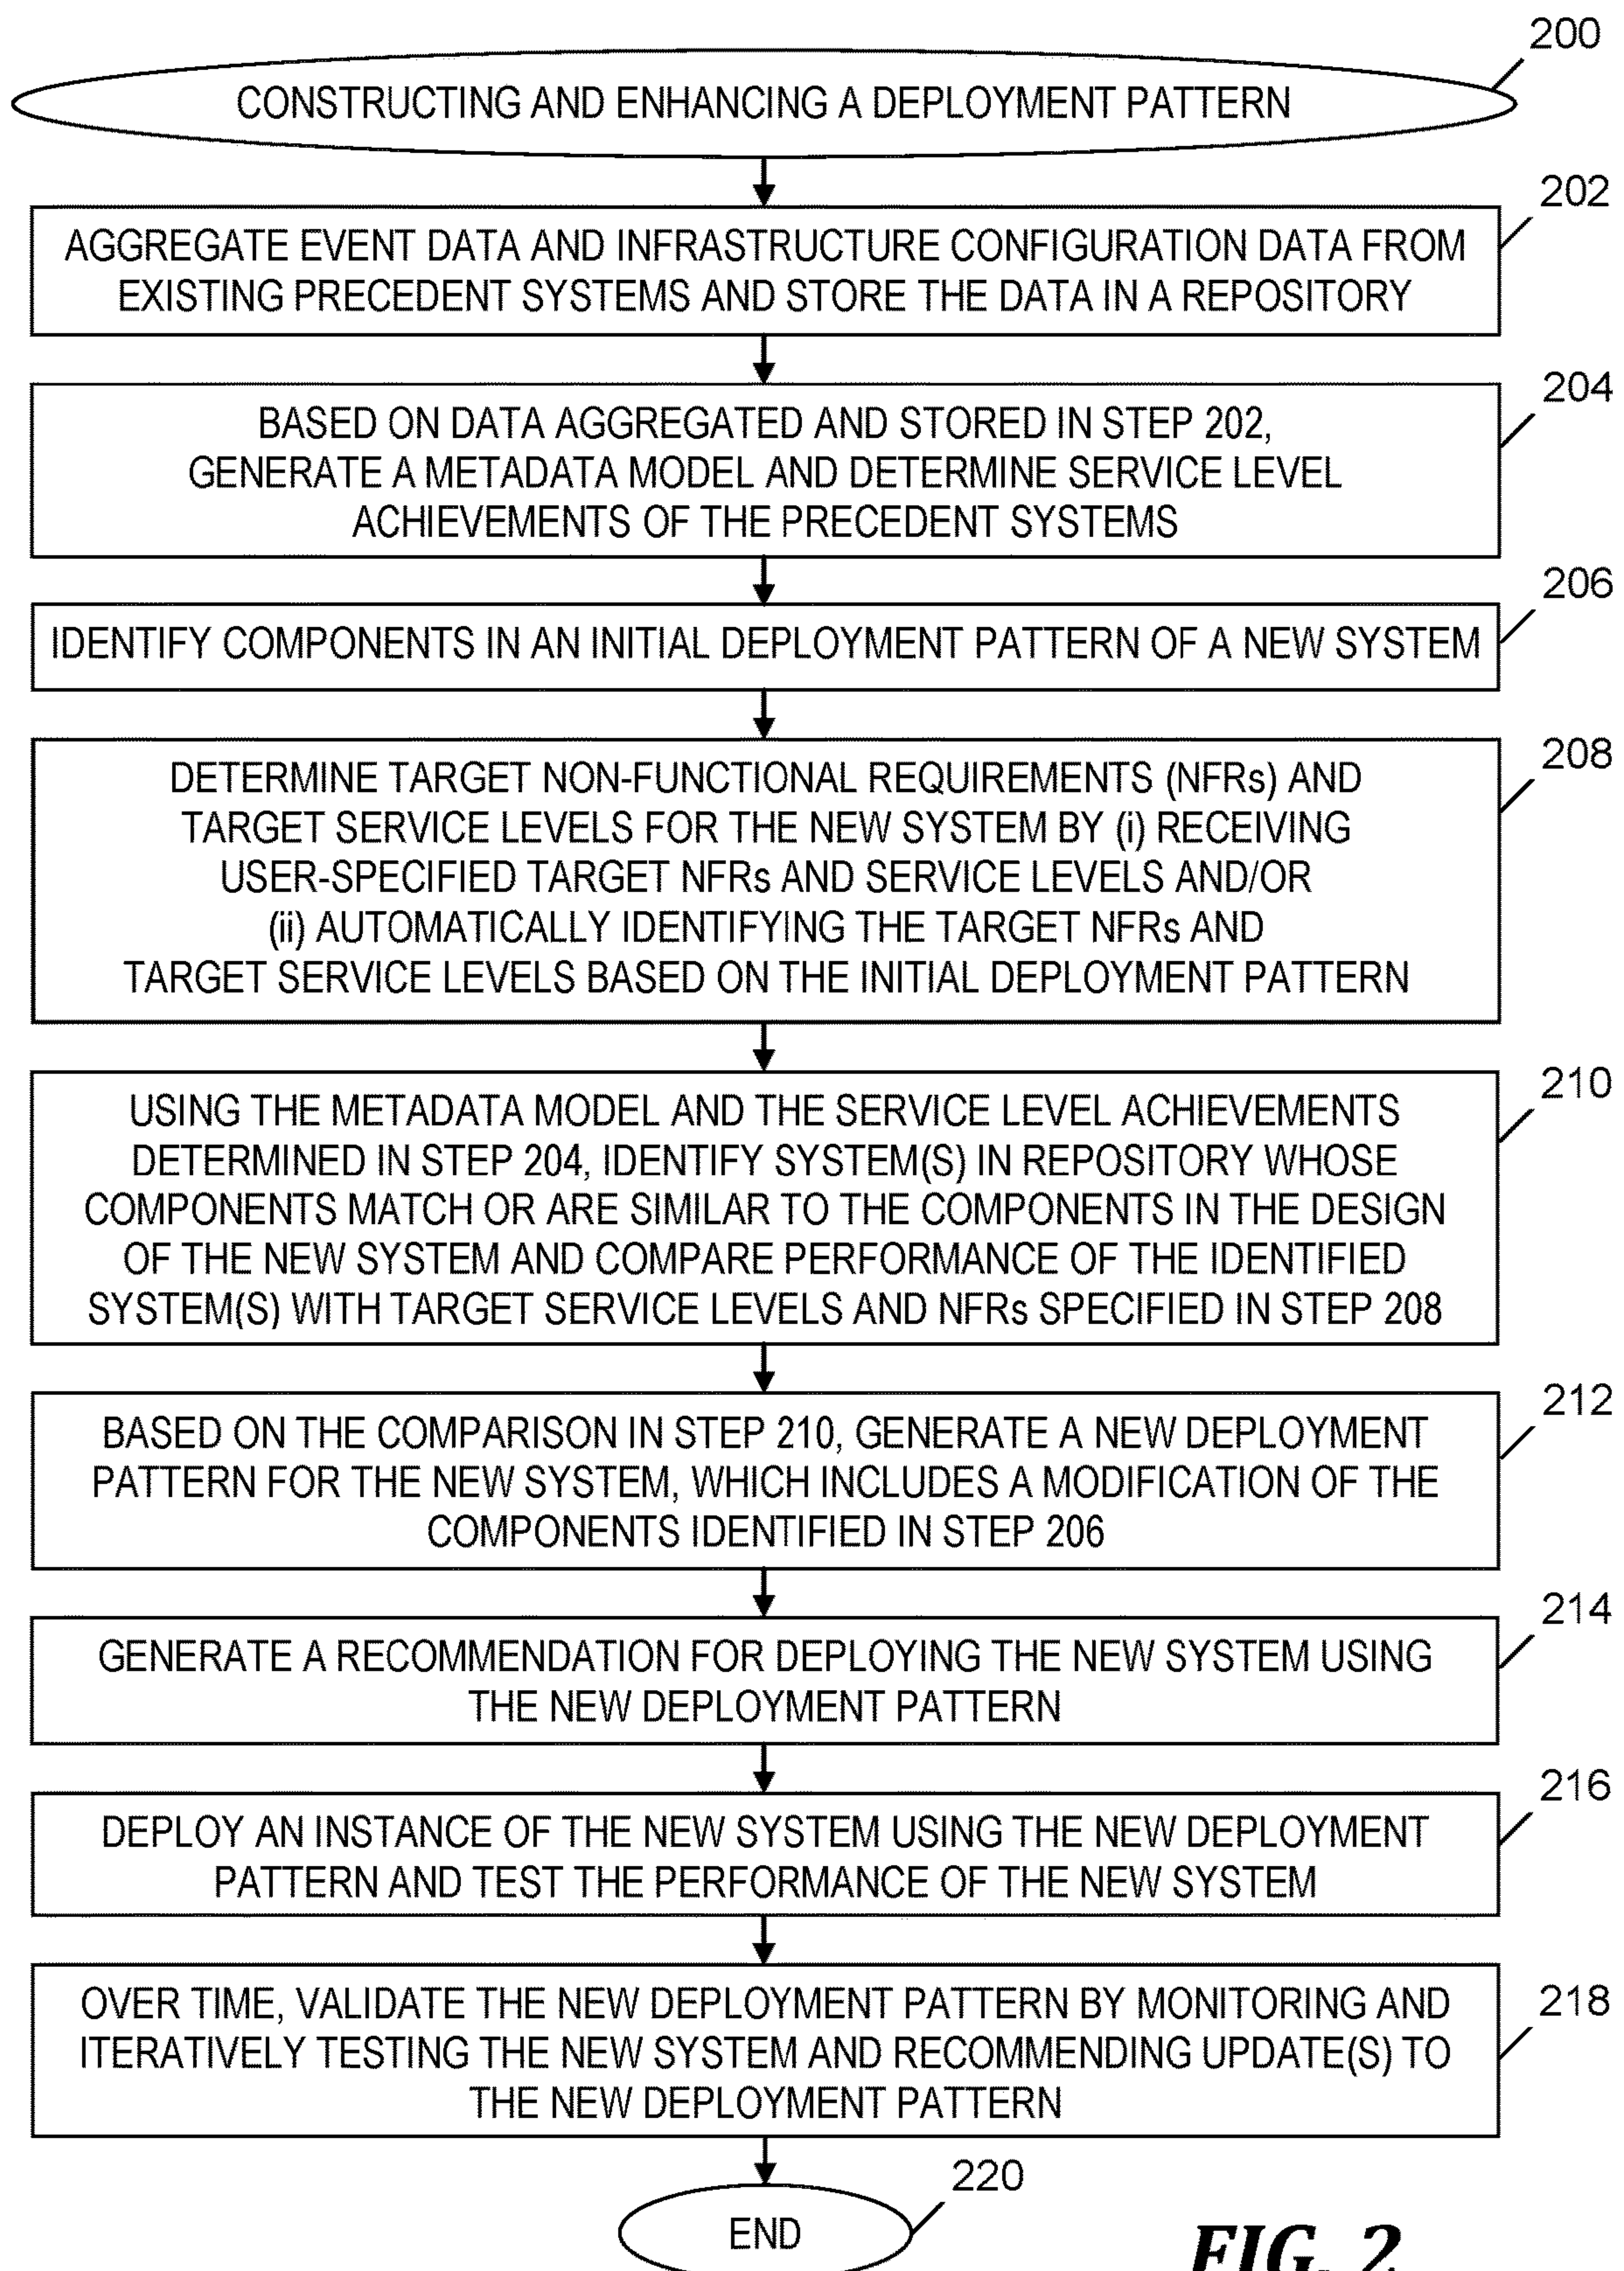 200
CONSTRUCTING AND ENHANCING A DEPLOYMENT PATTERN
202
AGGREGATE EVENT DATA AND INFRASTRUCTURE CONFIGURATION DATA FROM
EXISTING PRECEDENT SYSTEMS AND STORE THE DATA IN A REPOSITORY
204
BASED ON DATA AGGREGATED AND STORED IN STEP 202,
GENERATE A METADATA MODEL AND DETERMINE SERVICE LEVEL
ACHIEVEMENTS OF THE PRECEDENT SYSTEMS
206
IDENTIFY COMPONENTS IN AN INITIAL DEPLOYMENT PATTERN OF A NEW SYSTEM
208
DETERMINE TARGET NON-FUNCTIONAL REQUIREMENTS (NFRs) AND
TARGET SERVICE LEVELS FOR THE NEW SYSTEM BY (i) RECEIVING
USER-SPECIFIED TARGET NFRs AND SERVICE LEVELS AND/OR
(ii) AUTOMATICALLY IDENTIFYING THE TARGET NFRs AND
TARGET SERVICE LEVELS BASED ON THE INITIAL DEPLOYMENT PATTERN
210
USING THE METADATA MODEL AND THE SERVICE LEVEL ACHIEVEMENTS
DETERMINED IN STEP 204, IDENTIFY SYSTEM(S) IN REPOSITORY WHOSE
COMPONENTS MATCH OR ARE SIMILAR TO THE COMPONENTS IN THE DESIGN
OF THE NEW SYSTEM AND COMPARE PERFORMANCE OF THE IDENTIFIED
SYSTEM(S) WITH TARGET SERVICE LEVELS AND NFRs SPECIFIED IN STEP 208
212
BASED ON THE COMPARISON IN STEP 210, GENERATE A NEW DEPLOYMENT
PATTERN FOR THE NEW SYSTEM, WHICH INCLUDES A MODIFICATION OF THE
COMPONENTS IDENTIFIED IN STEP 206
214
GENERATE A RECOMMENDATION FOR DEPLOYING THE NEW SYSTEM USING
THE NEW DEPLOYMENT PATTERN
216
DEPLOY AN INSTANCE OF THE NEW SYSTEM USING THE NEW DEPLOYMENT
PATTERN AND TEST THE PERFORMANCE OF THE NEW SYSTEM
218
OVER TIME, VALIDATE THE NEW DEPLOYMENT PATTERN BY MONITORING AND
ITERATIVELY TESTING THE NEW SYSTEM AND RECOMMENDING UPDATE(S) TO
THE NEW DEPLOYMENT PATTERN
220
END
FIG. 2